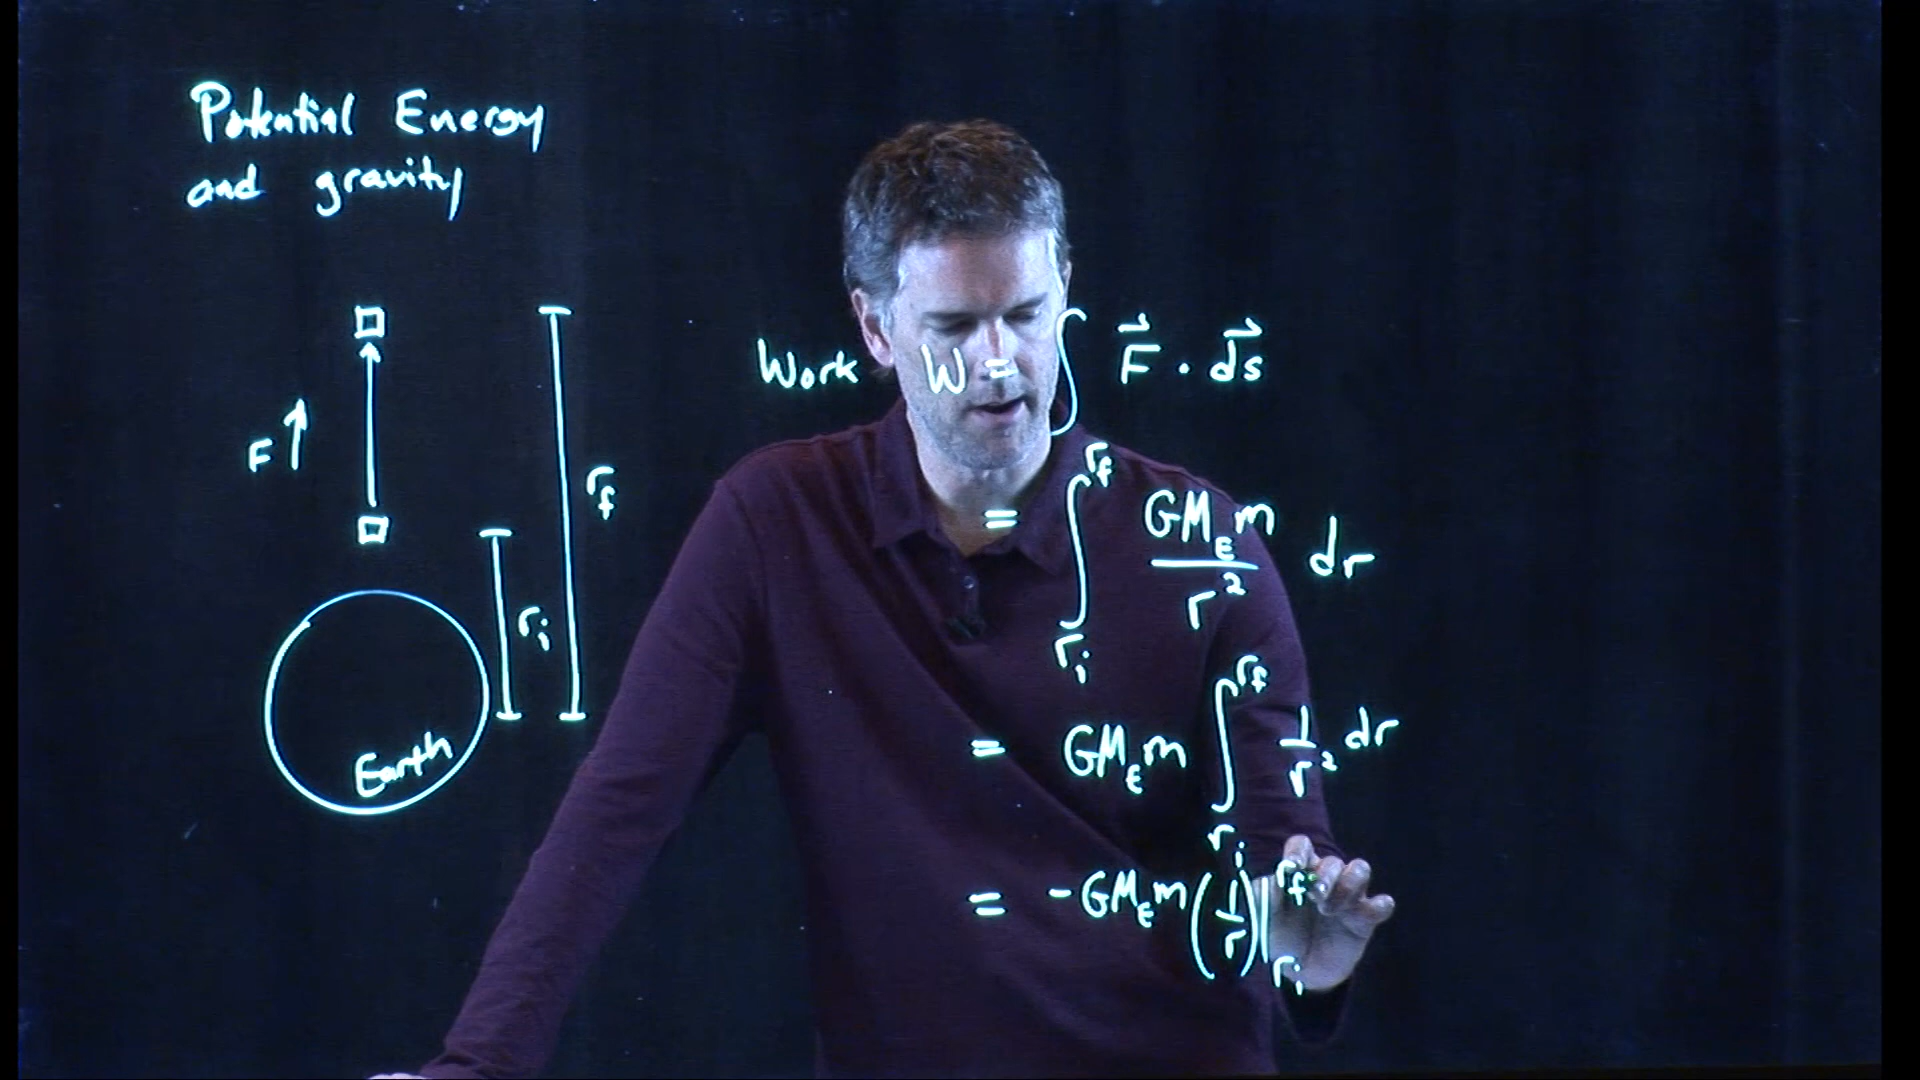 Potential Energy
and gravity
F
r_f
r_i
Earth
Work W = ∫ F⃗ · d⃗s
= ∫_{r_i}^{r_f} GM_E m / r² dr
= GM_E m ∫_{r_i}^{r_f} 1/r² dr
= -GM_E m (1/r) |_{r_i}^{r_f}